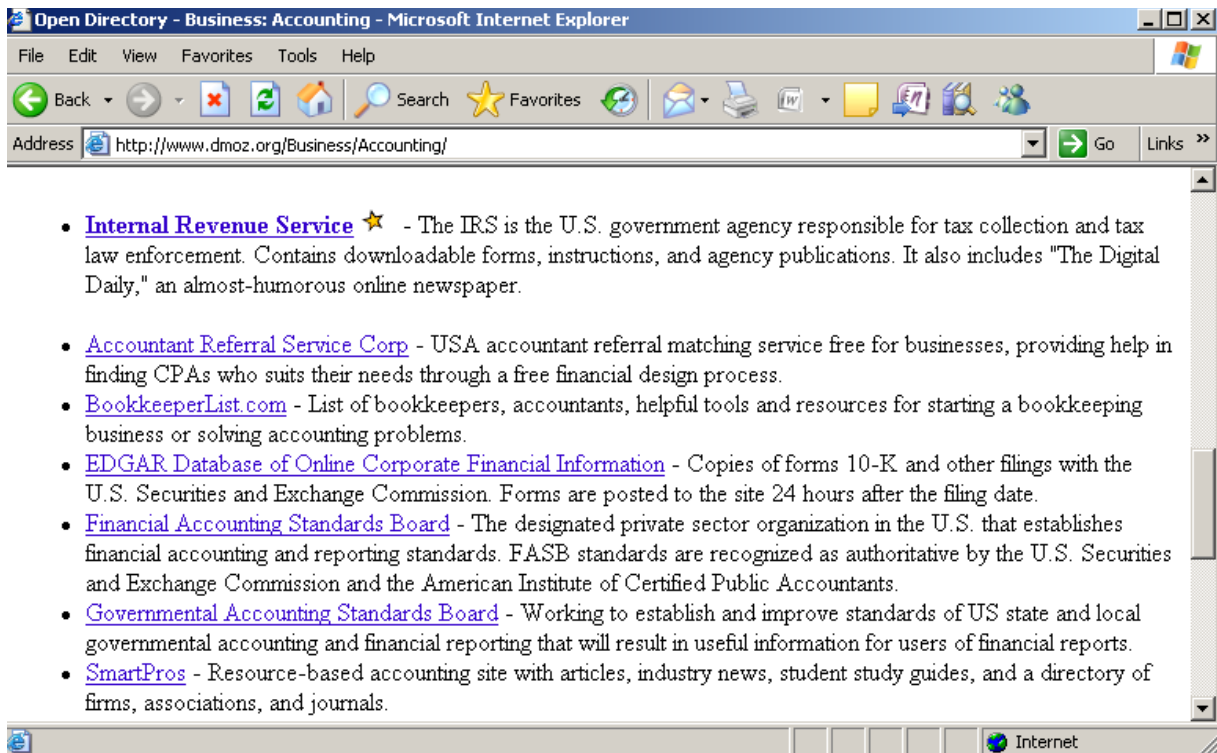 Open Directory - Business: Accounting - Microsoft Internet Explorer
File Edit View Favorites Tools Help
Back Search Favorites
Address http://www.dmoz.org/Business/Accounting/ Go Links »
• Internal Revenue Service - The IRS is the U.S. government agency responsible for tax collection and tax
law enforcement. Contains downloadable forms, instructions, and agency publications. It also includes "The Digital
Daily," an almost-humorous online newspaper.
• Accountant Referral Service Corp - USA accountant referral matching service free for businesses, providing help in
finding CPAs who suits their needs through a free financial design process.
• BookkeeperList.com - List of bookkeepers, accountants, helpful tools and resources for starting a bookkeeping
business or solving accounting problems.
• EDGAR Database of Online Corporate Financial Information - Copies of forms 10-K and other filings with the
U.S. Securities and Exchange Commission. Forms are posted to the site 24 hours after the filing date.
• Financial Accounting Standards Board - The designated private sector organization in the U.S. that establishes
financial accounting and reporting standards. FASB standards are recognized as authoritative by the U.S. Securities
and Exchange Commission and the American Institute of Certified Public Accountants.
• Governmental Accounting Standards Board - Working to establish and improve standards of US state and local
governmental accounting and financial reporting that will result in useful information for users of financial reports.
• SmartPros - Resource-based accounting site with articles, industry news, student study guides, and a directory of
firms, associations, and journals.
Internet